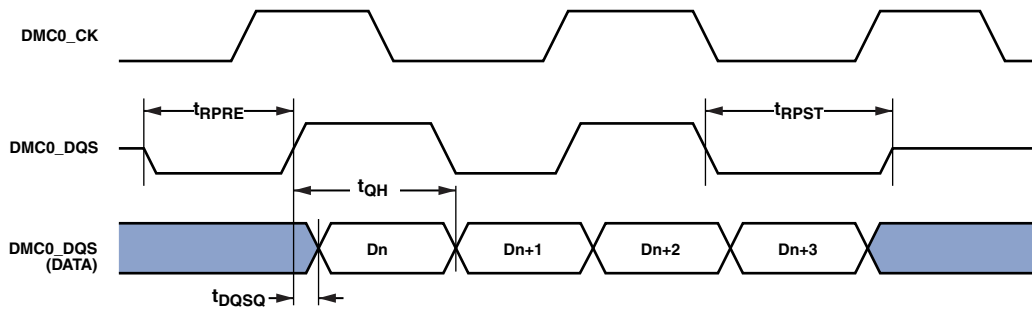 DMC0_CK
tRPRE
tRPST
DMC0_DQS
tQH
DMC0_DQS
(DATA)
Dn
Dn+1
Dn+2
Dn+3
tDQSQ